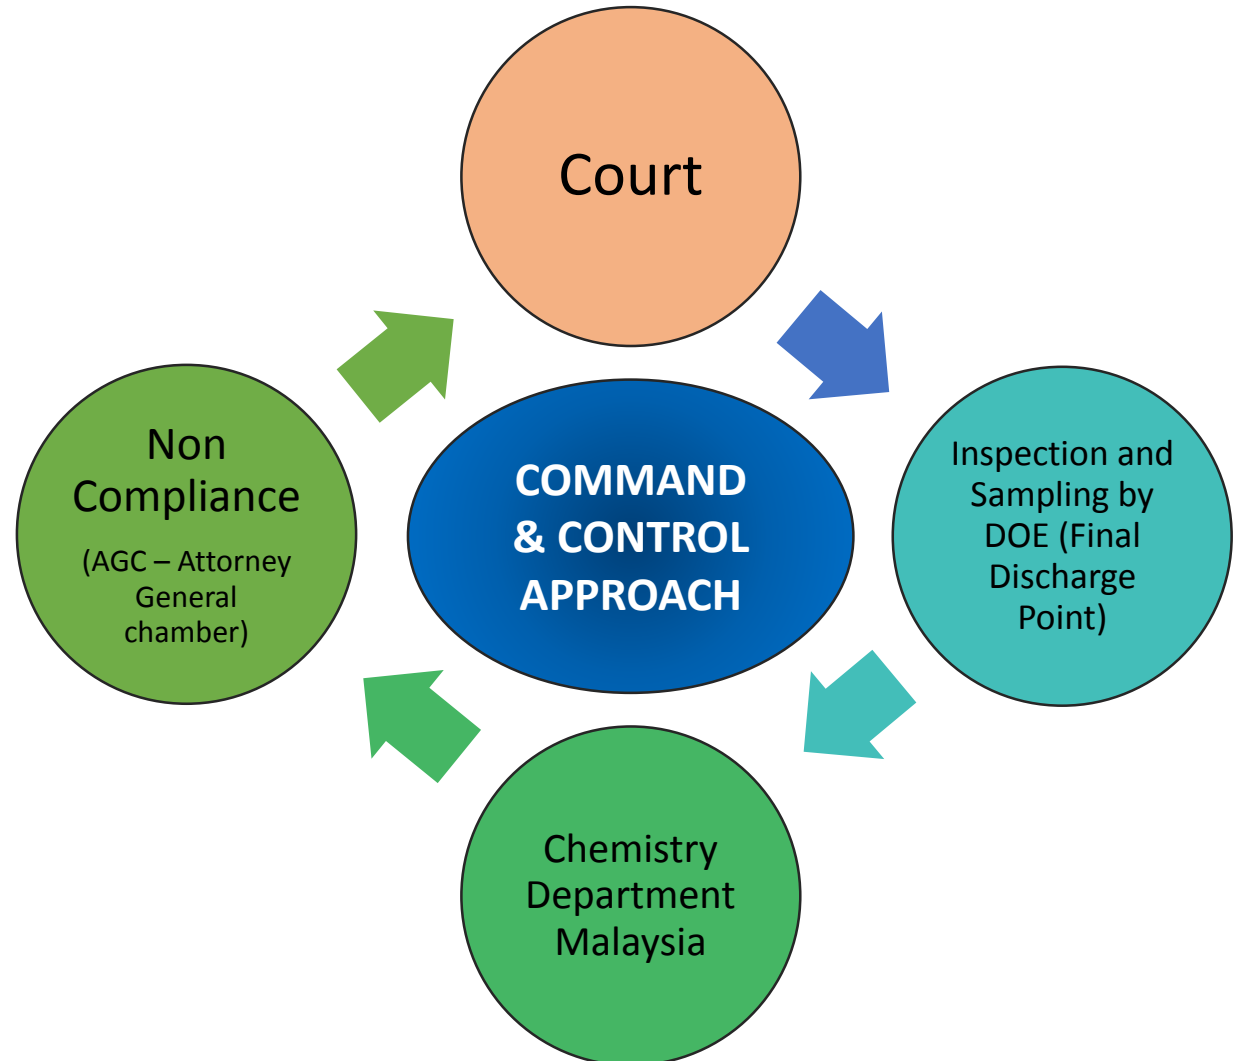 Court
Non
Compliance
(AGC – Attorney
General
chamber)
COMMAND
& CONTROL
APPROACH
Inspection and
Sampling by
DOE (Final
Discharge
Point)
Chemistry
Department
Malaysia